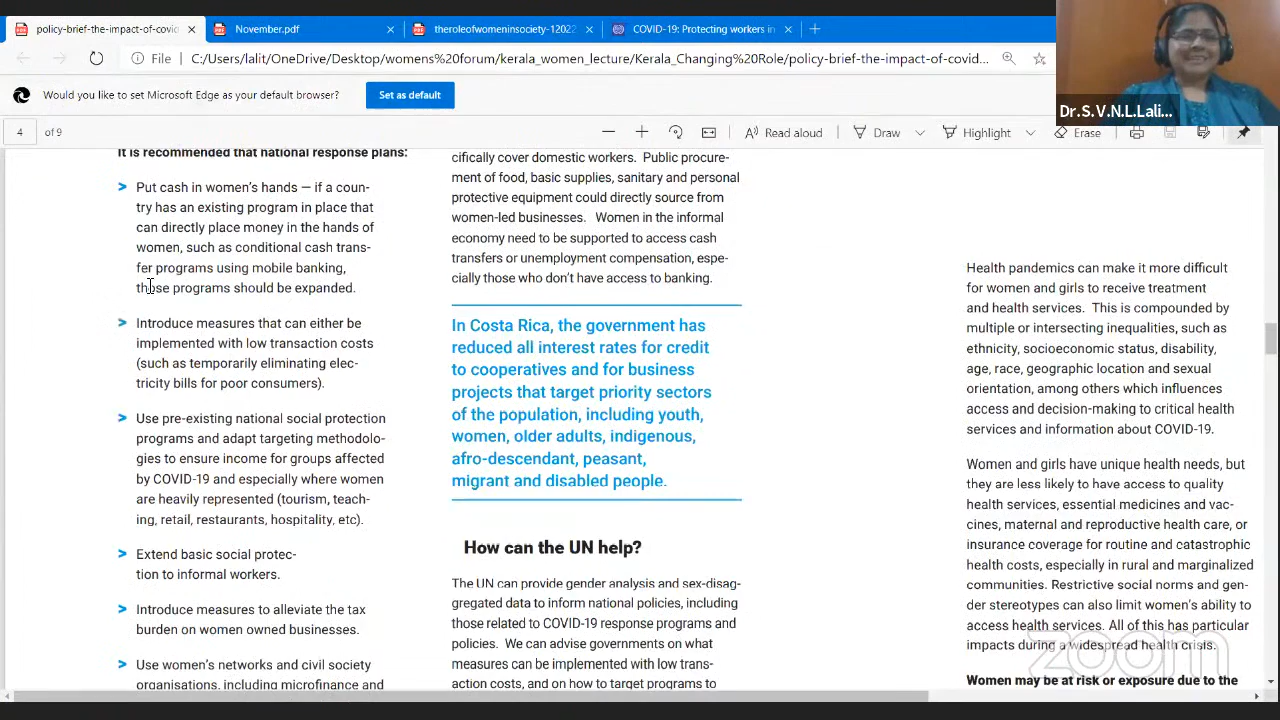 policy-brief-the-impact-of-covid
November.pdf
theroleofwomeninsociety-12022
COVID-19: Protecting workers in
File
C:/Users/lalit/OneDrive/Desktop/womens%20forum/kerala_women_lecture/Kerala_Changing%20Role/policy-brief-the-impact-of-covid...
Would you like to set Microsoft Edge as your default browser?
Set as default
Dr.S.V.N.L.Lali...
4 of 9
Read aloud
Draw
Highlight
Erase
It is recommended that national response plans:
> Put cash in women's hands — if a coun-
try has an existing program in place that
can directly place money in the hands of
women, such as conditional cash trans-
fer programs using mobile banking,
those programs should be expanded.
> Introduce measures that can either be
implemented with low transaction costs
(such as temporarily eliminating elec-
tricity bills for poor consumers).
> Use pre-existing national social protection
programs and adapt targeting methodolo-
gies to ensure income for groups affected
by COVID-19 and especially where women
are heavily represented (tourism, teach-
ing, retail, restaurants, hospitality, etc).
> Extend basic social protec-
tion to informal workers.
> Introduce measures to alleviate the tax
burden on women owned businesses.
> Use women's networks and civil society
organisations, including microfinance and
cifically cover domestic workers. Public procure-
ment of food, basic supplies, sanitary and personal
protective equipment could directly source from
women-led businesses. Women in the informal
economy need to be supported to access cash
transfers or unemployment compensation, espe-
cially those who don't have access to banking.
In Costa Rica, the government has
reduced all interest rates for credit
to cooperatives and for business
projects that target priority sectors
of the population, including youth,
women, older adults, indigenous,
afro-descendant, peasant,
migrant and disabled people.
How can the UN help?
The UN can provide gender analysis and sex-disag-
gregated data to inform national policies, including
those related to COVID-19 response programs and
policies. We can advise governments on what
measures can be implemented with low trans-
action costs, and on how to target programs to
Health pandemics can make it more difficult
for women and girls to receive treatment
and health services. This is compounded by
multiple or intersecting inequalities, such as
ethnicity, socioeconomic status, disability,
age, race, geographic location and sexual
orientation, among others which influences
access and decision-making to critical health
services and information about COVID-19.
Women and girls have unique health needs, but
they are less likely to have access to quality
health services, essential medicines and vac-
cines, maternal and reproductive health care, or
insurance coverage for routine and catastrophic
health costs, especially in rural and marginalized
communities. Restrictive social norms and gen-
der stereotypes can also limit women's ability to
access health services. All of this has particular
impacts during a widespread health crisis.
Women may be at risk or exposure due to the
zoom